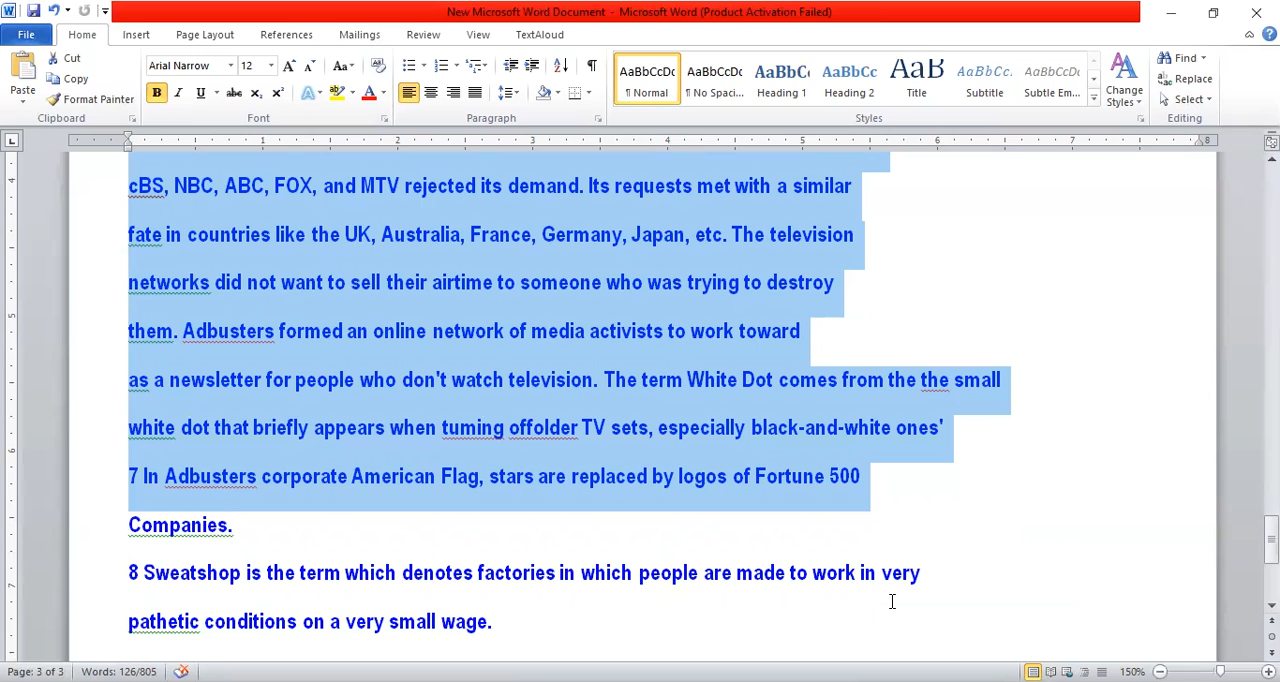 New Microsoft Word Document - Microsoft Word (Product Activation Failed)
File Home Insert Page Layout References Mailings Review View TextAloud
Paste Cut Copy Format Painter Clipboard
Arial Narrow 12 Font
Paragraph
AaBbCcDc AaBbCcDc AaBbC AaBbCc AaB AaBbCc. AaBbCcDc
¶ Normal ¶ No Spaci... Heading 1 Heading 2 Title Subtitle Subtle Em...
Change Styles Styles
Find Replace Select Editing
1 2 3 4 5 6 7 8
cBS, NBC, ABC, FOX, and MTV rejected its demand. Its requests met with a similar
fate in countries like the UK, Australia, France, Germany, Japan, etc. The television
networks did not want to sell their airtime to someone who was trying to destroy
them. Adbusters formed an online network of media activists to work toward
as a newsletter for people who don't watch television. The term White Dot comes from the the small
white dot that briefly appears when tuming offolder TV sets, especially black-and-white ones'
7 In Adbusters corporate American Flag, stars are replaced by logos of Fortune 500
Companies.
8 Sweatshop is the term which denotes factories in which people are made to work in very
pathetic conditions on a very small wage.
Page: 3 of 3 Words: 126/805 150%